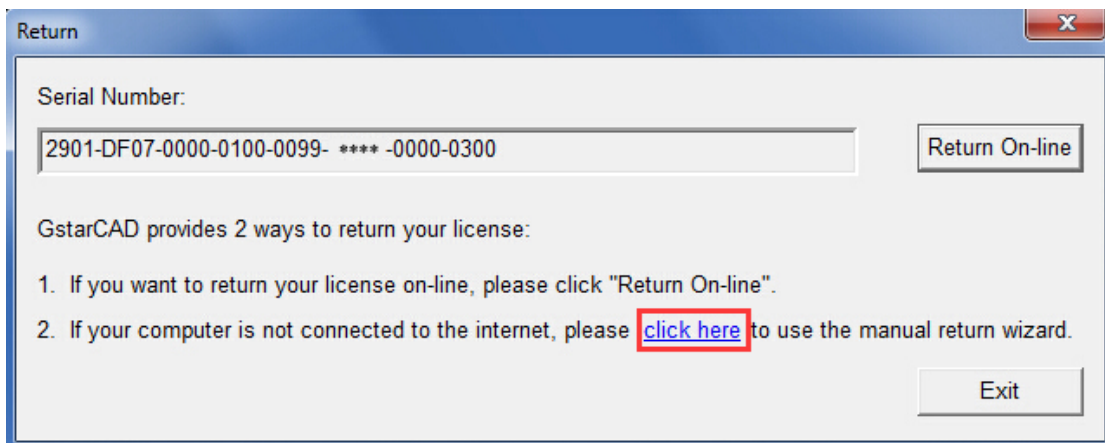 Return
Serial Number:
2901-DF07-0000-0100-0099- **** -0000-0300
Return On-line
GstarCAD provides 2 ways to return your license:
1. If you want to return your license on-line, please click "Return On-line".
2. If your computer is not connected to the internet, please click here to use the manual return wizard.
Exit